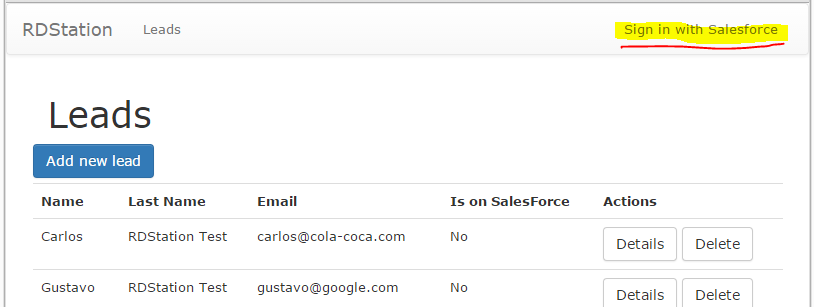 RDStation Leads Sign in with Salesforce
Leads
Add new lead
Name Last Name Email Is on SalesForce Actions
Carlos RDStation Test carlos@cola-coca.com No Details Delete
Gustavo RDStation Test gustavo@google.com No Details Delete